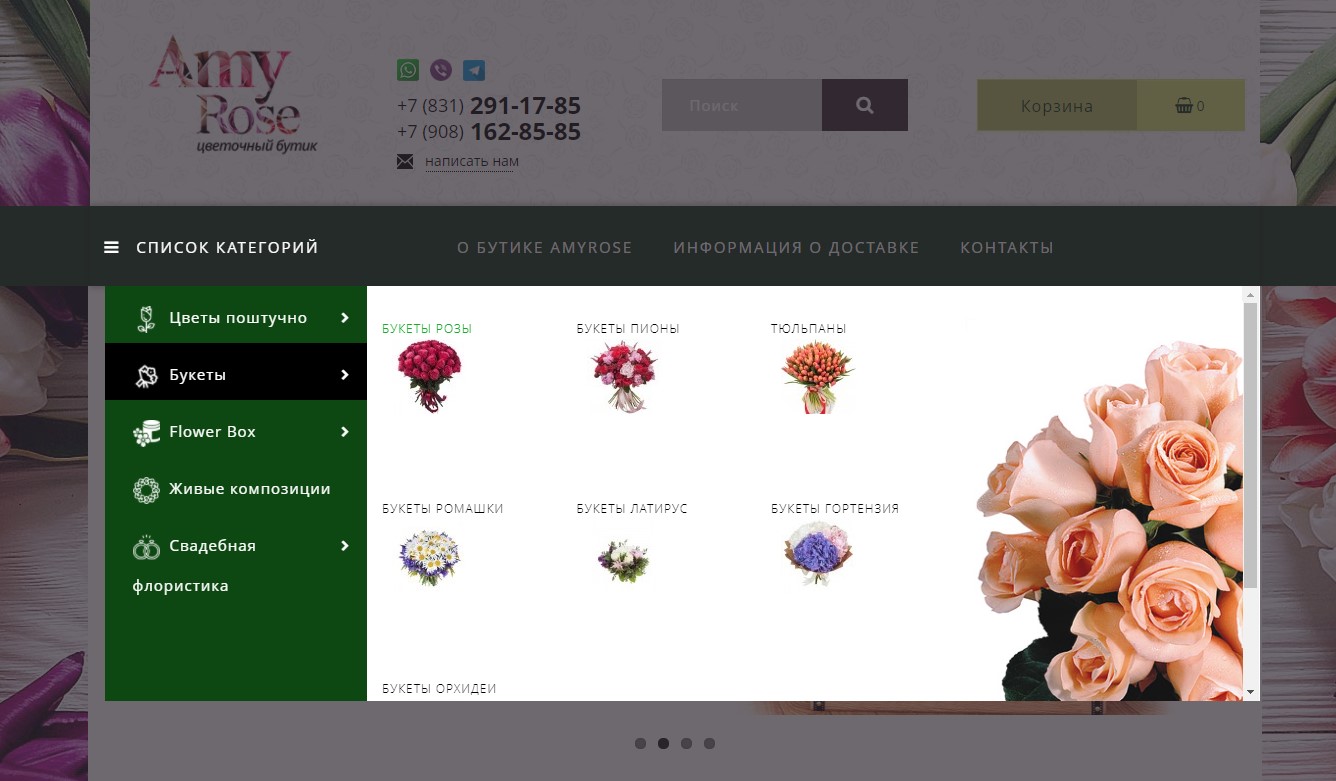 Amy
Rose
цветочный бутик
+7 (831) 291-17-85
+7 (908) 162-85-85
написать нам
Поиск
Корзина
0
СПИСОК КАТЕГОРИЙ
О БУТИКЕ AMYROSE
ИНФОРМАЦИЯ О ДОСТАВКЕ
КОНТАКТЫ
Цветы поштучно
Букеты
Flower Box
Живые композиции
Свадебная
флористика
БУКЕТЫ РОЗЫ
БУКЕТЫ ПИОНЫ
ТЮЛЬПАНЫ
БУКЕТЫ РОМАШКИ
БУКЕТЫ ЛАТИРУС
БУКЕТЫ ГОРТЕНЗИЯ
БУКЕТЫ ОРХИДЕИ